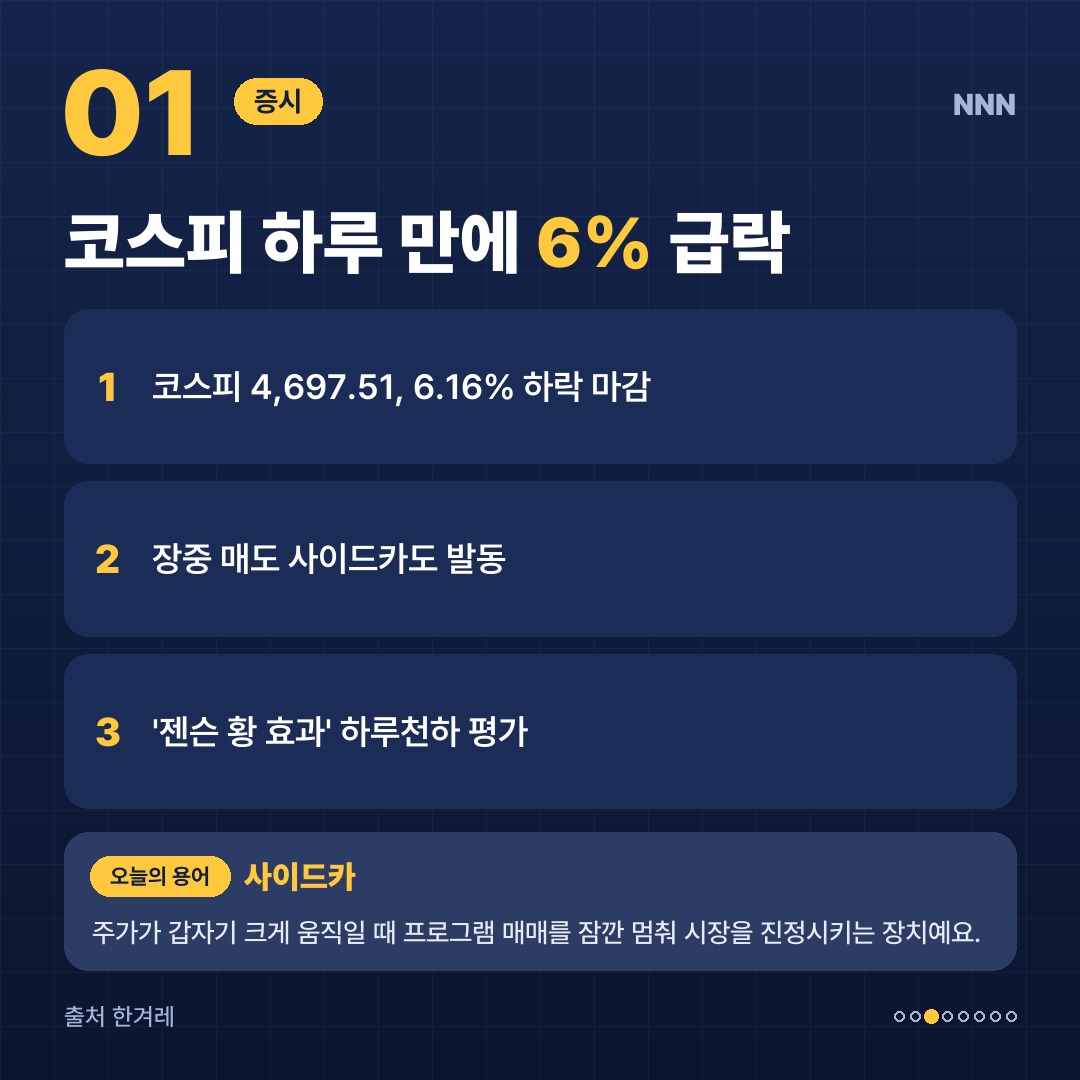 01 증시 NNN
코스피 하루 만에 6% 급락
1 코스피 4,697.51, 6.16% 하락 마감
2 장중 매도 사이드카도 발동
3 '젠슨 황 효과' 하루천하 평가
오늘의 용어 사이드카
주가가 갑자기 크게 움직일 때 프로그램 매매를 잠깐 멈춰 시장을 진정시키는 장치예요.
출처 한겨레